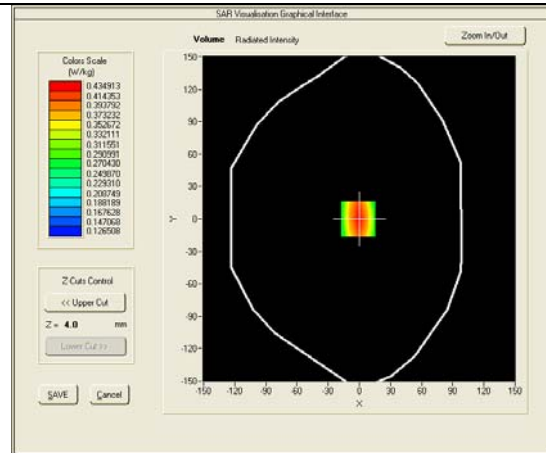 SAR Visualisation Graphical Interface
Volume Radiated Intensity
Zoom In/Out
Colors Scale
(W/kg)
0.434913
0.414353
0.393792
0.373232
0.352672
0.332111
0.311551
0.290991
0.270430
0.249870
0.229310
0.208749
0.188189
0.167628
0.147068
0.126508
Z Cuts Control
<< Upper Cut
Z = 4.0 mm
Lower Cut >>
SAVE Cancel
150-
120-
90-
60-
30-
Y 0-
-30-
-60-
-90-
-120-
-150-
-150 -120 -90 -60 -30 0 30 60 90 120 150
X